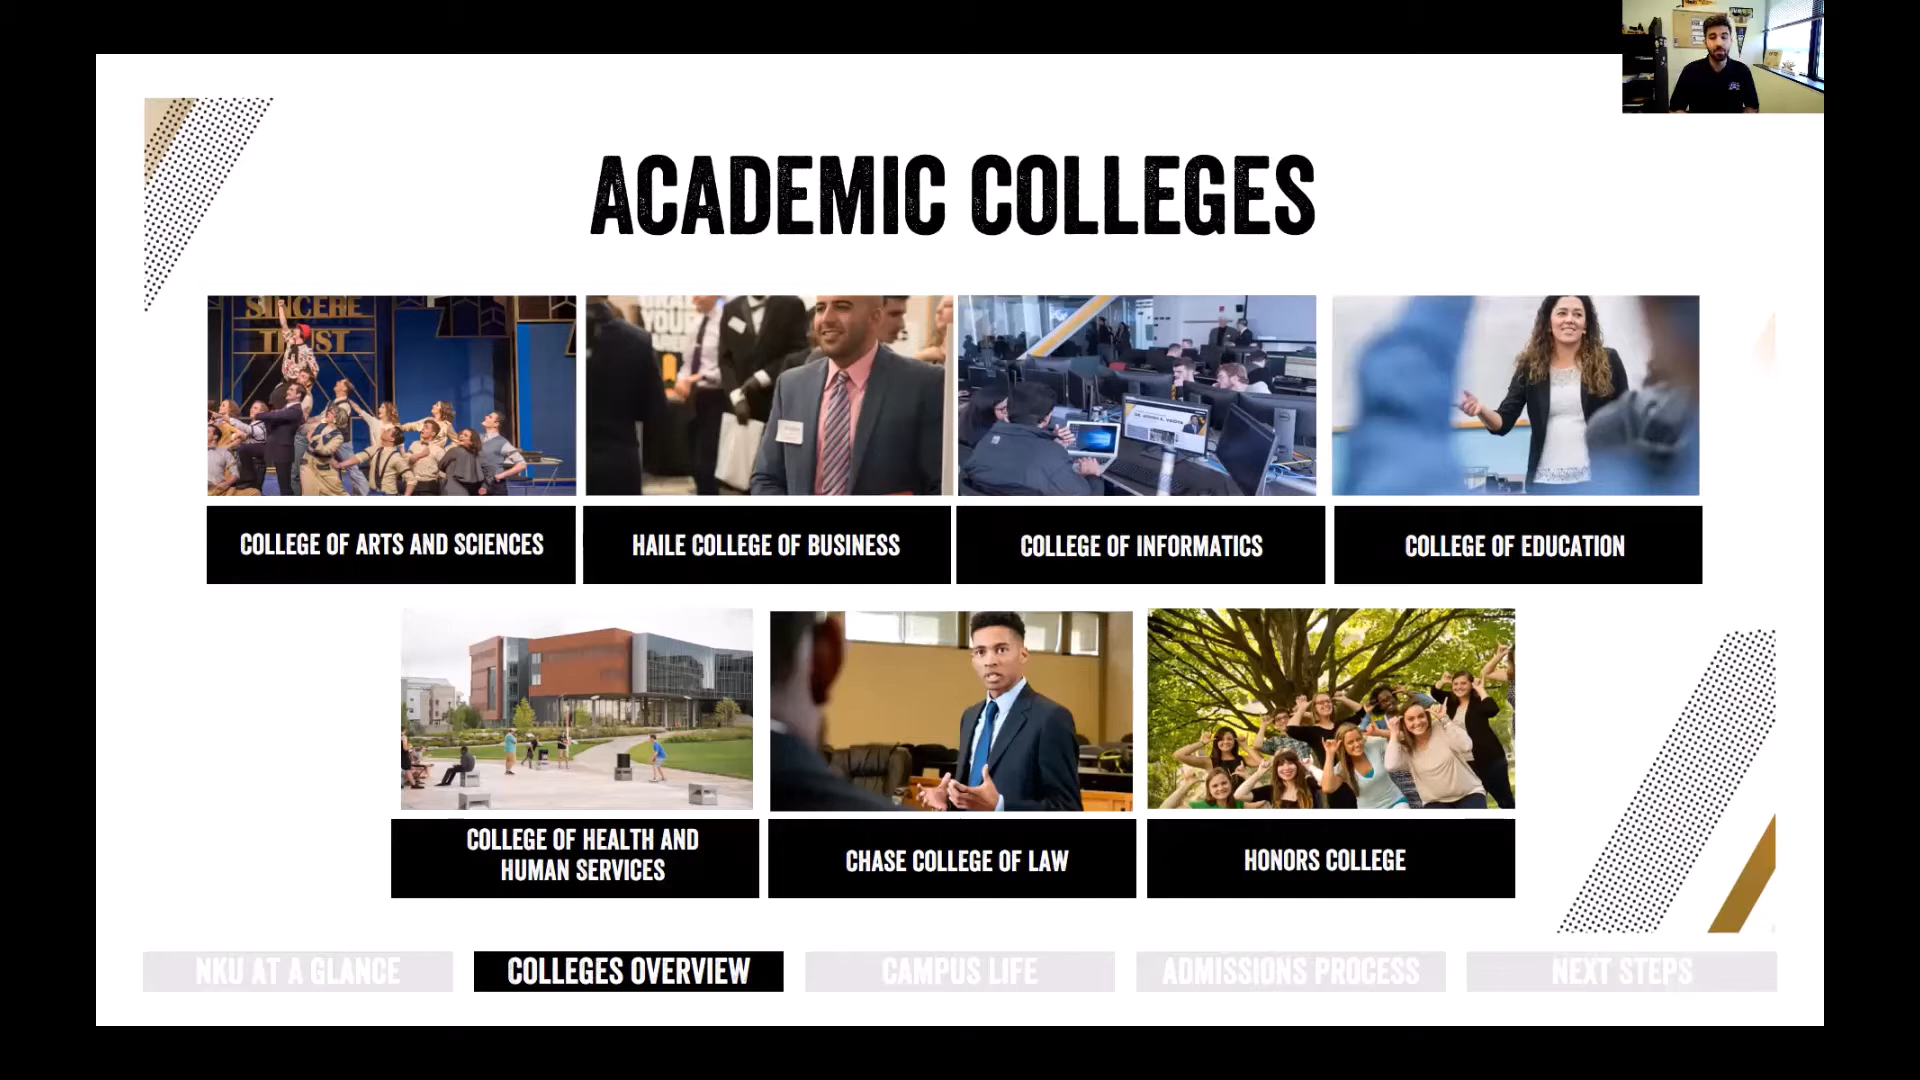 ACADEMIC COLLEGES
SINCERE
TRUST
COLLEGE OF ARTS AND SCIENCES
HAILE COLLEGE OF BUSINESS
COLLEGE OF INFORMATICS
COLLEGE OF EDUCATION
COLLEGE OF HEALTH AND
HUMAN SERVICES
CHASE COLLEGE OF LAW
HONORS COLLEGE
NKU AT A GLANCE
COLLEGES OVERVIEW
CAMPUS LIFE
ADMISSIONS PROCESS
NEXT STEPS